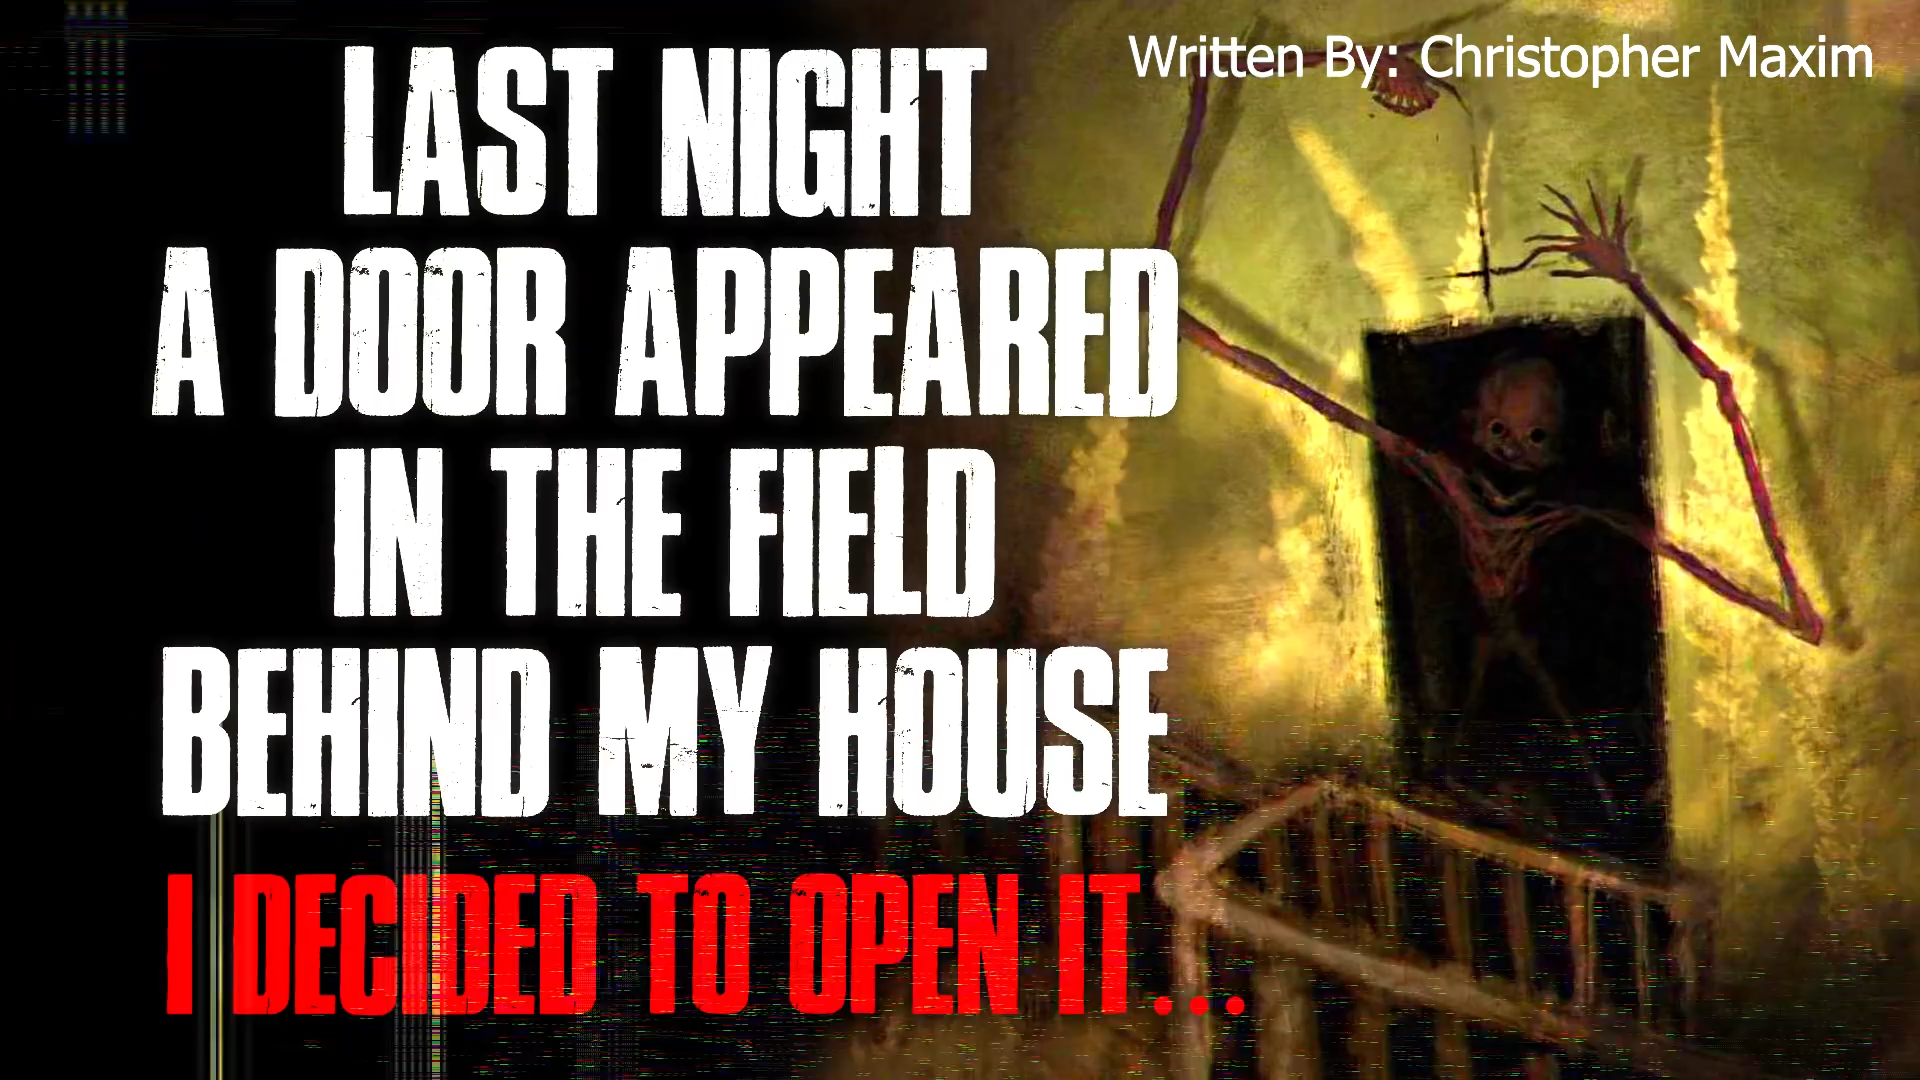 Written By: Christopher Maxim
LAST NIGHT
A DOOR APPEARED
IN THE FIELD
BEHIND MY HOUSE
I DECIDED TO OPEN IT...